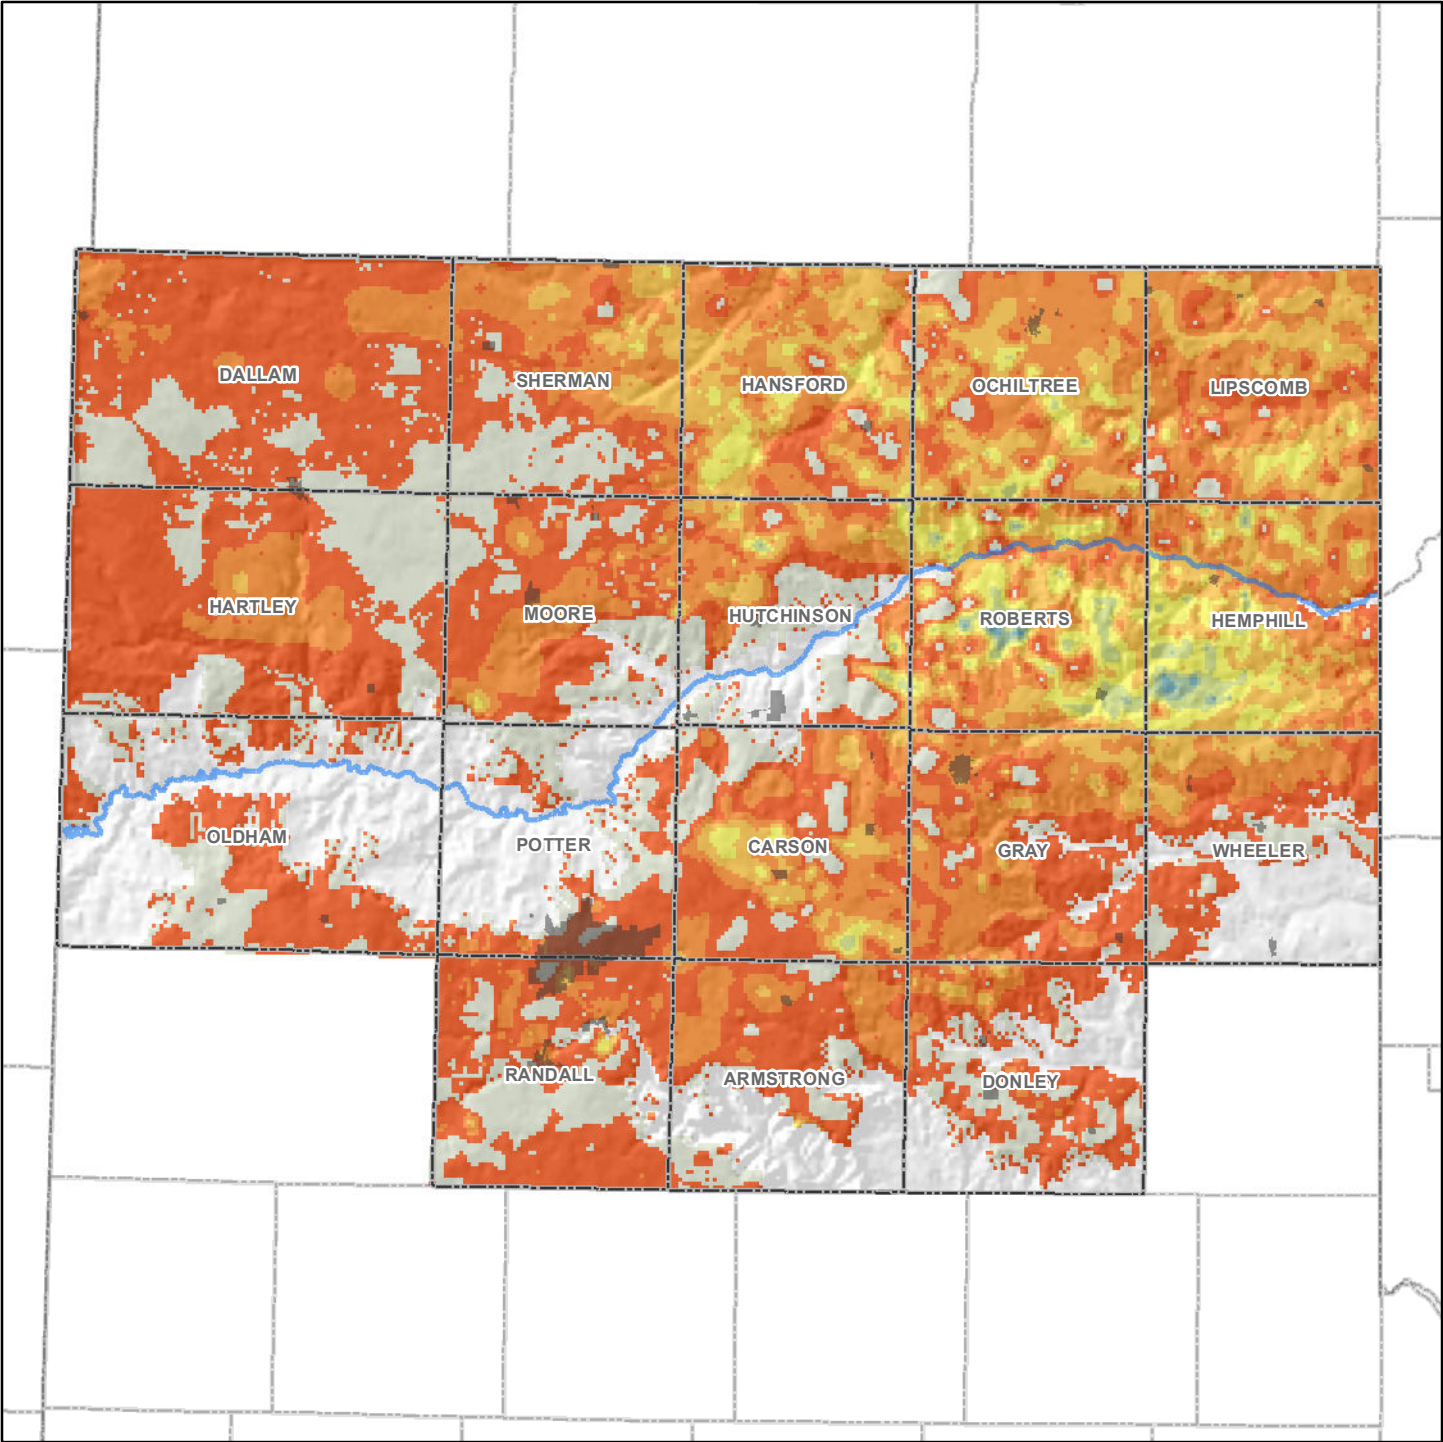 DALLAM
SHERMAN
HANSFORD
OCHILTREE
LIPSCOMB
HARTLEY
MOORE
HUTCHINSON
ROBERTS
HEMPHILL
OLDHAM
POTTER
CARSON
GRAY
WHEELER
RANDALL
ARMSTRONG
DONLEY